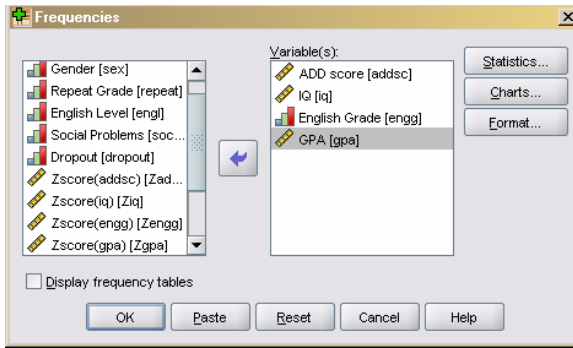 Frequencies
Gender [sex]
Repeat Grade [repeat]
English Level [engl]
Social Problems [soc...
Dropout [dropout]
Zscore(addsc) [Zad...
Zscore(iq) [Ziq]
Zscore(engg) [Zengg]
Zscore(gpa) [Zgpa]
Variable(s):
ADD score [addsc]
IQ [iq]
English Grade [engg]
GPA [gpa]
Statistics...
Charts...
Format...
Display frequency tables
OK Paste Reset Cancel Help